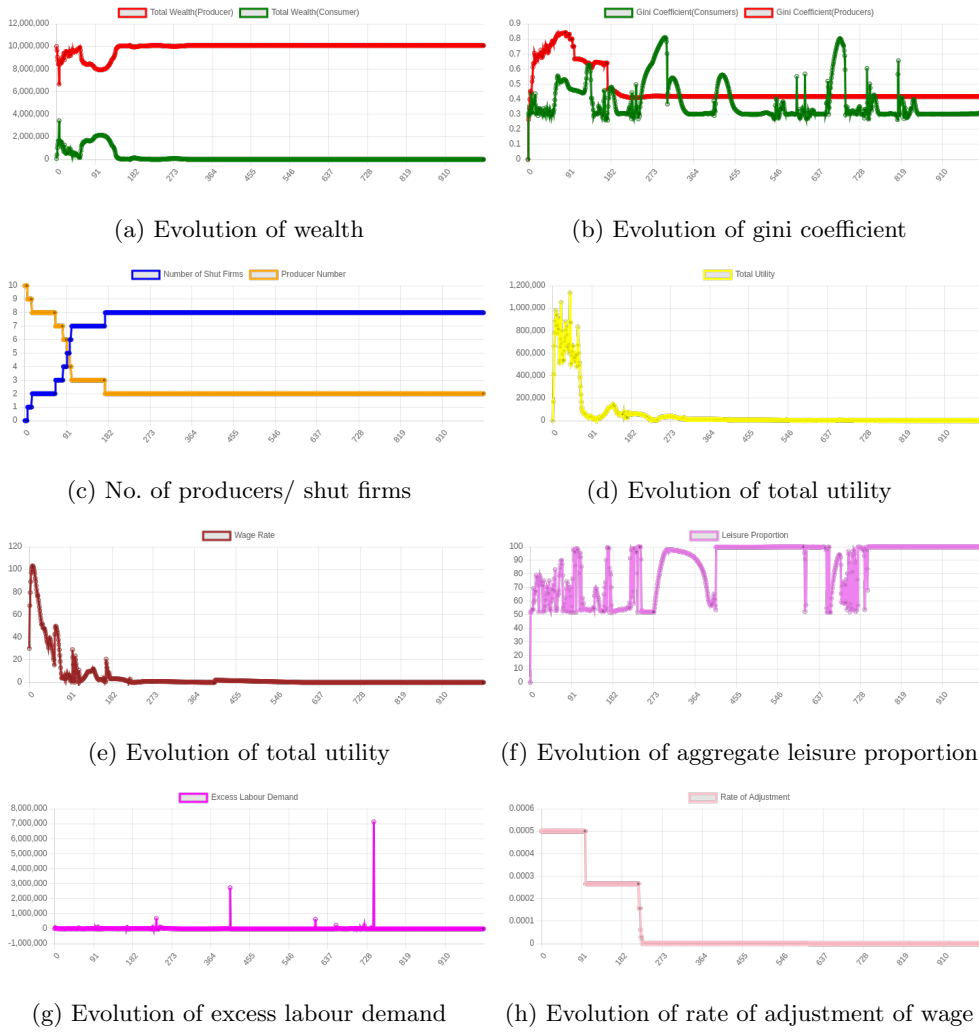 Total Wealth(Producer) Total Wealth(Consumer)
12,000,000
10,000,000
8,000,000
6,000,000
4,000,000
2,000,000
0
0 91 182 273 364 455 546 637 728 819 910
(a) Evolution of wealth
Gini Coefficient(Consumers) Gini Coefficient(Producers)
0.9
0.8
0.7
0.6
0.5
0.4
0.3
0.2
0.1
0
0 91 182 273 364 455 546 637 728 819 910
(b) Evolution of gini coefficient
Number of Shut Firms Producer Number
10
9
8
7
6
5
4
3
2
1
0
0 91 182 273 364 455 546 637 728 819 910
(c) No. of producers/ shut firms
Total Utility
1,200,000
1,000,000
800,000
600,000
400,000
200,000
0
0 91 182 273 364 455 546 637 728 819 910
(d) Evolution of total utility
Wage Rate
120
100
80
60
40
20
0
0 91 182 273 364 455 546 637 728 819 910
(e) Evolution of total utility
Leisure Proportion
100
90
80
70
60
50
40
30
20
10
0
0 91 182 273 364 455 546 637 728 819 910
(f) Evolution of aggregate leisure proportion
Excess Labour Demand
8,000,000
7,000,000
6,000,000
5,000,000
4,000,000
3,000,000
2,000,000
1,000,000
0
-1,000,000
0 91 182 273 364 455 546 637 728 819 910
(g) Evolution of excess labour demand
Rate of Adjustment
0.0006
0.0005
0.0004
0.0003
0.0002
0.0001
0
0 91 182 273 364 455 546 637 728 819 910
(h) Evolution of rate of adjustment of wage